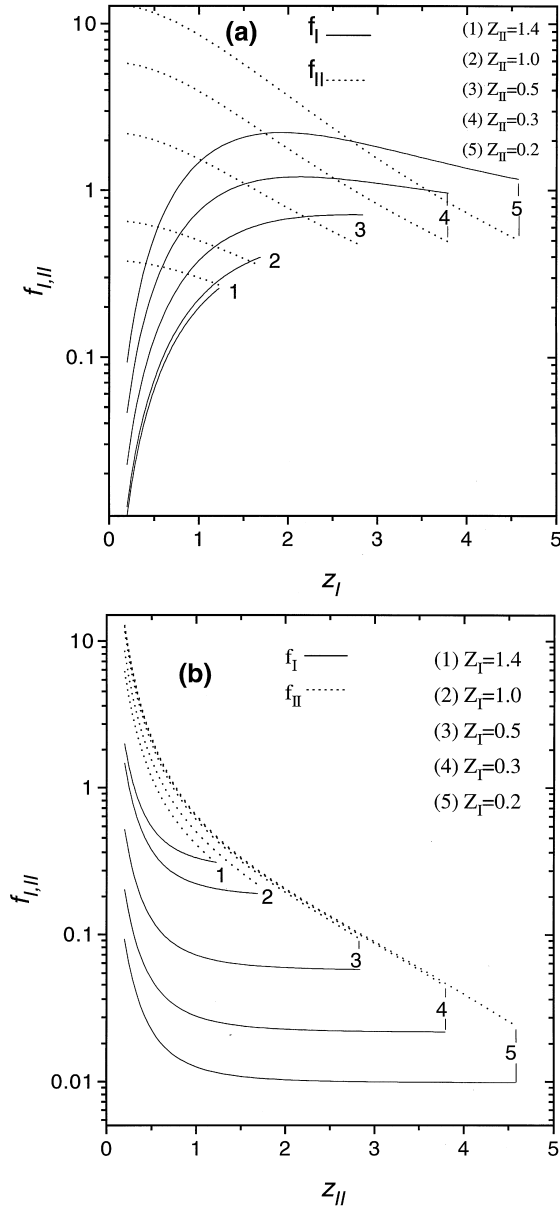 (a)
f_I
f_II
(1) Z_II=1.4
(2) Z_II=1.0
(3) Z_II=0.5
(4) Z_II=0.3
(5) Z_II=0.2
10
1
0.1
f_I,II
1
2
3
4
5
0 1 2 3 4 5
z_I
(b)
f_I
f_II
(1) Z_I=1.4
(2) Z_I=1.0
(3) Z_I=0.5
(4) Z_I=0.3
(5) Z_I=0.2
10
1
0.1
0.01
f_I,II
1
2
3
4
5
0 1 2 3 4 5
z_II